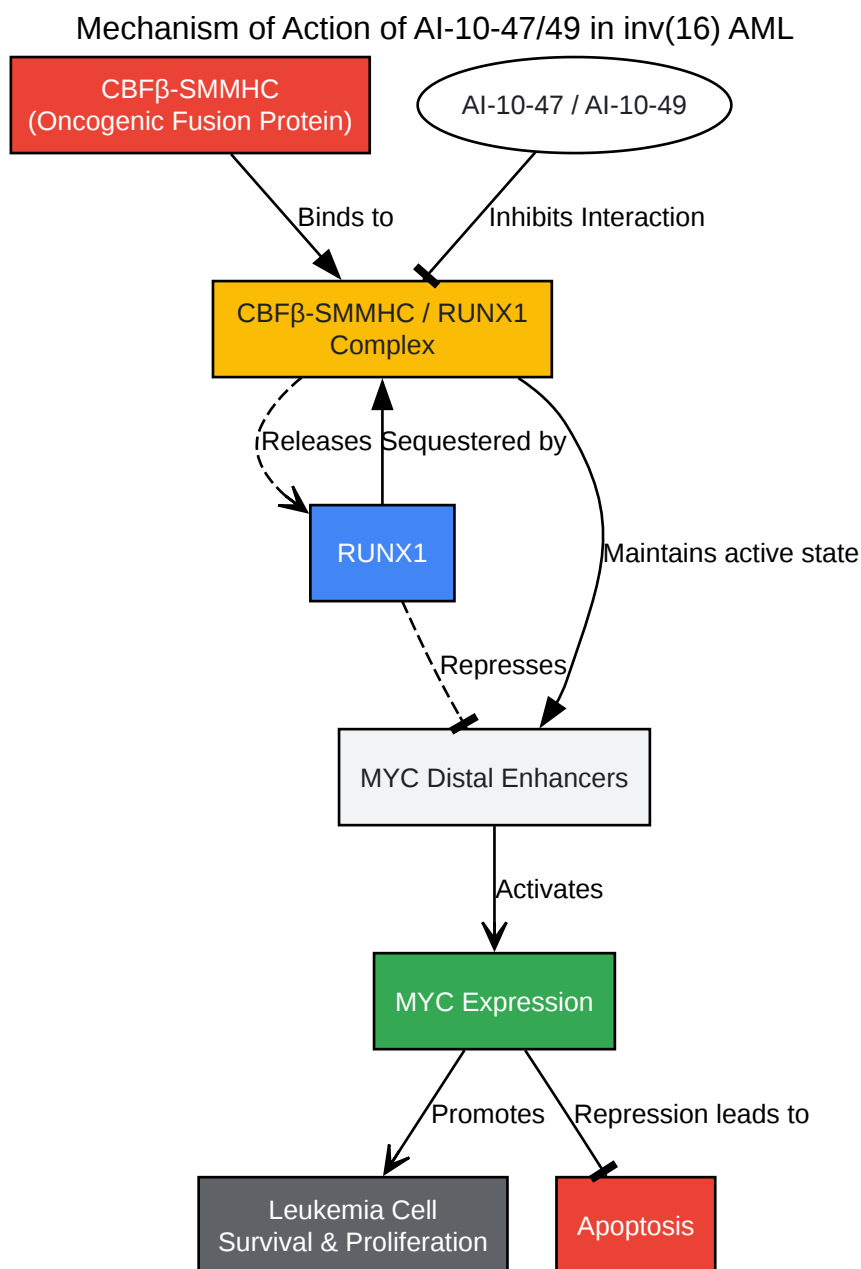 Mechanism of Action of AI-10-47/49 in inv(16) AML
CBFβ-SMMHC
(Oncogenic Fusion Protein)
AI-10-47 / AI-10-49
Binds to
Inhibits Interaction
CBFβ-SMMHC / RUNX1
Complex
Releases
Sequestered by
RUNX1
Maintains active state
Represses
MYC Distal Enhancers
Activates
MYC Expression
Promotes
Repression leads to
Leukemia Cell
Survival & Proliferation
Apoptosis